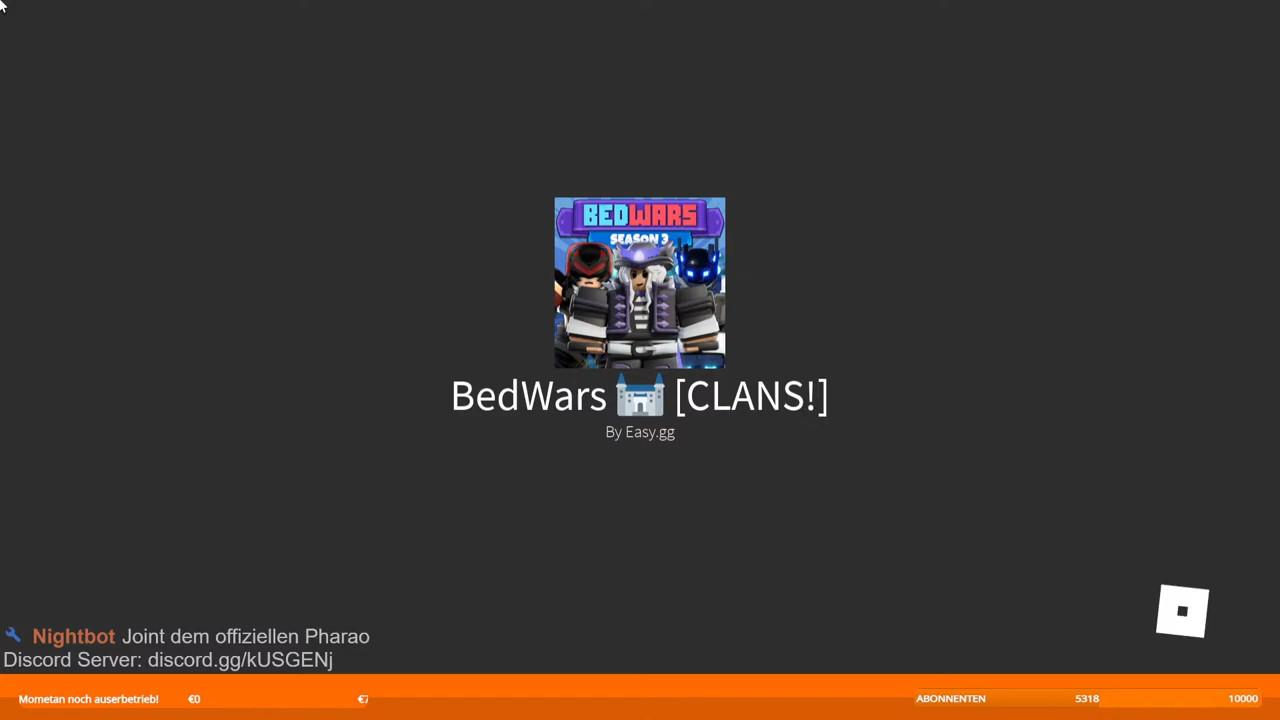 BEDWARS
SEASON 3
BedWars 🏰 [CLANS!]
By Easy.gg
Nightbot Joint dem offiziellen Pharao
Discord Server: discord.gg/kUSGENj
Mometan noch auserbetrieb! €0 €7
ABONNENTEN 5318 10000